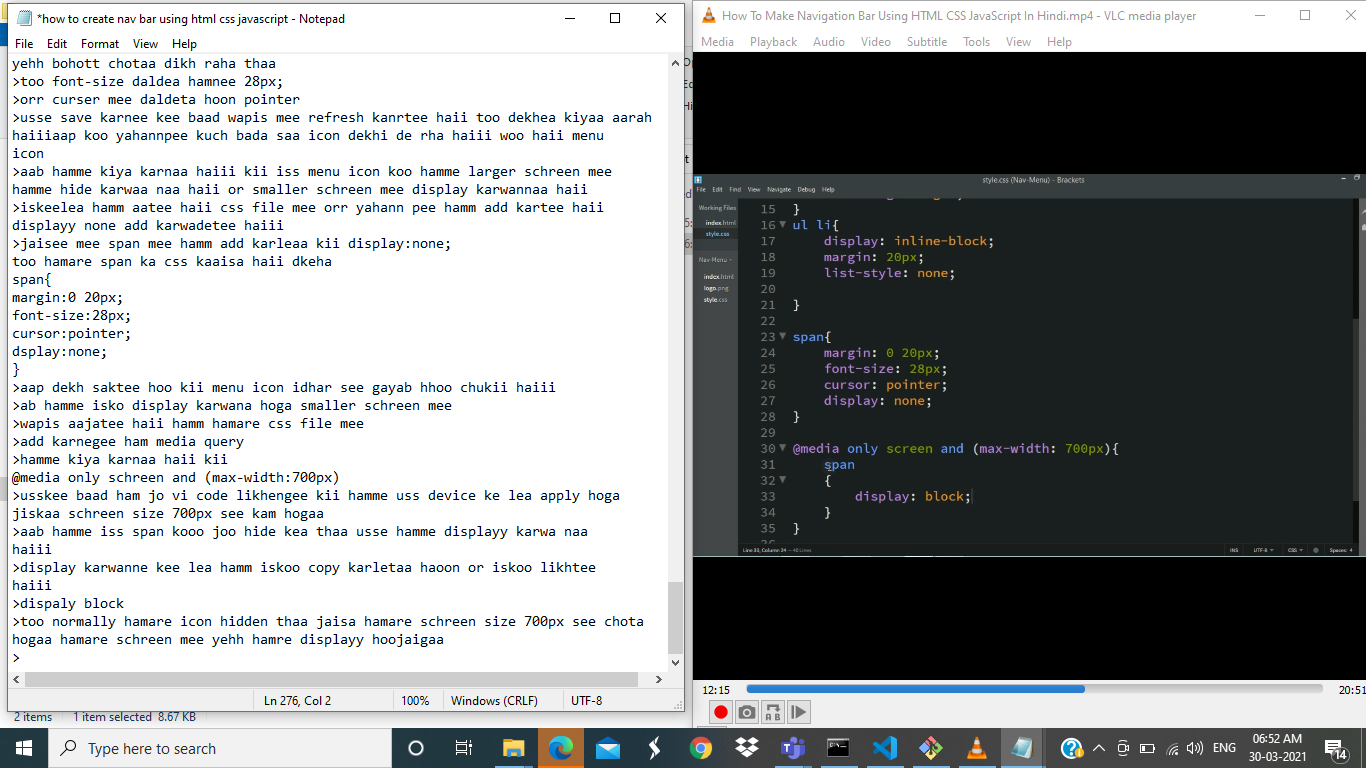 *how to create nav bar using html css javascript - Notepad
File Edit Format View Help
yehh bohott chotaa dikh raha thaa
>too font-size daldea hamnee 28px;
>orr curser mee daldeta hoon pointer
>usse save karnee kee baad wapis mee refresh kanrtee haii too dekhea kiyaa aarah
haiiiaap koo yahannpee kuch bada saa icon dekhi de rha haiii woo haii menu
icon
>aab hamme kiya karnaa haiii kii iss menu icon koo hamme larger schreen mee
hamme hide karwaa naa haii or smaller schreen mee display karwannaa haii
>iskeelea hamm aatee haii css file mee orr yahann pee hamm add kartee haii
displayy none add karwadetee haiii
>jaisee mee span mee hamm add karleaa kii display:none;
too hamare span ka css kaaisa haii dkeha
span{
margin:0 20px;
font-size:28px;
cursor:pointer;
dsplay:none;
}
>aap dekh saktee hoo kii menu icon idhar see gayab hhoo chukii haiii
>ab hamme isko display karwana hoga smaller schreen mee
>wapis aajatee haii hamm hamare css file mee
>add karnegee ham media query
>hamme kiya karnaa haii kii
@media only screen and (max-width:700px)
>usskee baad ham jo vi code likhengee kii hamme uss device ke lea apply hoga
jiskaa schreen size 700px see kam hogaa
>aab hamme iss span kooo joo hide kea thaa usse hamme displayy karwa naa
haiii
>display karwanne kee lea hamm iskoo copy karletaa haoon or iskoo likhtee
haiii
>dispaly block
>too normally hamare icon hidden thaa jaisa hamare schreen size 700px see chota
hogaa hamare schreen mee yehh hamre displayy hoojaigaa
>
Ln 276, Col 2 100% Windows (CRLF) UTF-8
2 items 1 item selected 8.67 KB
How To Make Navigation Bar Using HTML CSS JavaScript In Hindi.mp4 - VLC media player
Media Playback Audio Video Subtitle Tools View Help
style.css (Nav-Menu) - Brackets
File Edit Find View Navigate Debug Help
Working Files
index.html
style.css
Nav-Menu
index.html
logo.png
style.css
15 }
16 ul li{
17 display: inline-block;
18 margin: 20px;
19 list-style: none;
20
21 }
22
23 span{
24 margin: 0 20px;
25 font-size: 28px;
26 cursor: pointer;
27 display: none;
28 }
29
30 @media only screen and (max-width: 700px){
31 span
32 {
33 display: block;
34 }
35 }
Line 33, Column 24 — 40 Lines
INS UTF-8 CSS Spaces: 4
12:15 20:51
Type here to search
ENG
06:52 AM
30-03-2021
14